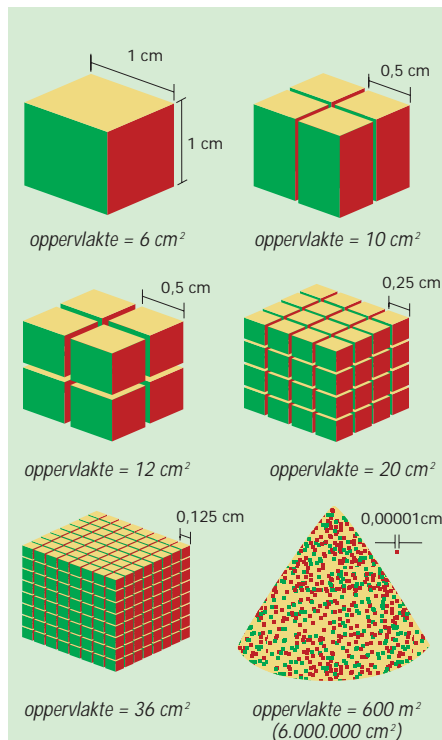 1 cm
1 cm
oppervlakte = 6 cm²
0,5 cm
oppervlakte = 10 cm²
0,5 cm
oppervlakte = 12 cm²
0,25 cm
oppervlakte = 20 cm²
0,125 cm
oppervlakte = 36 cm²
0,00001cm
oppervlakte = 600 m²
(6.000.000 cm²)